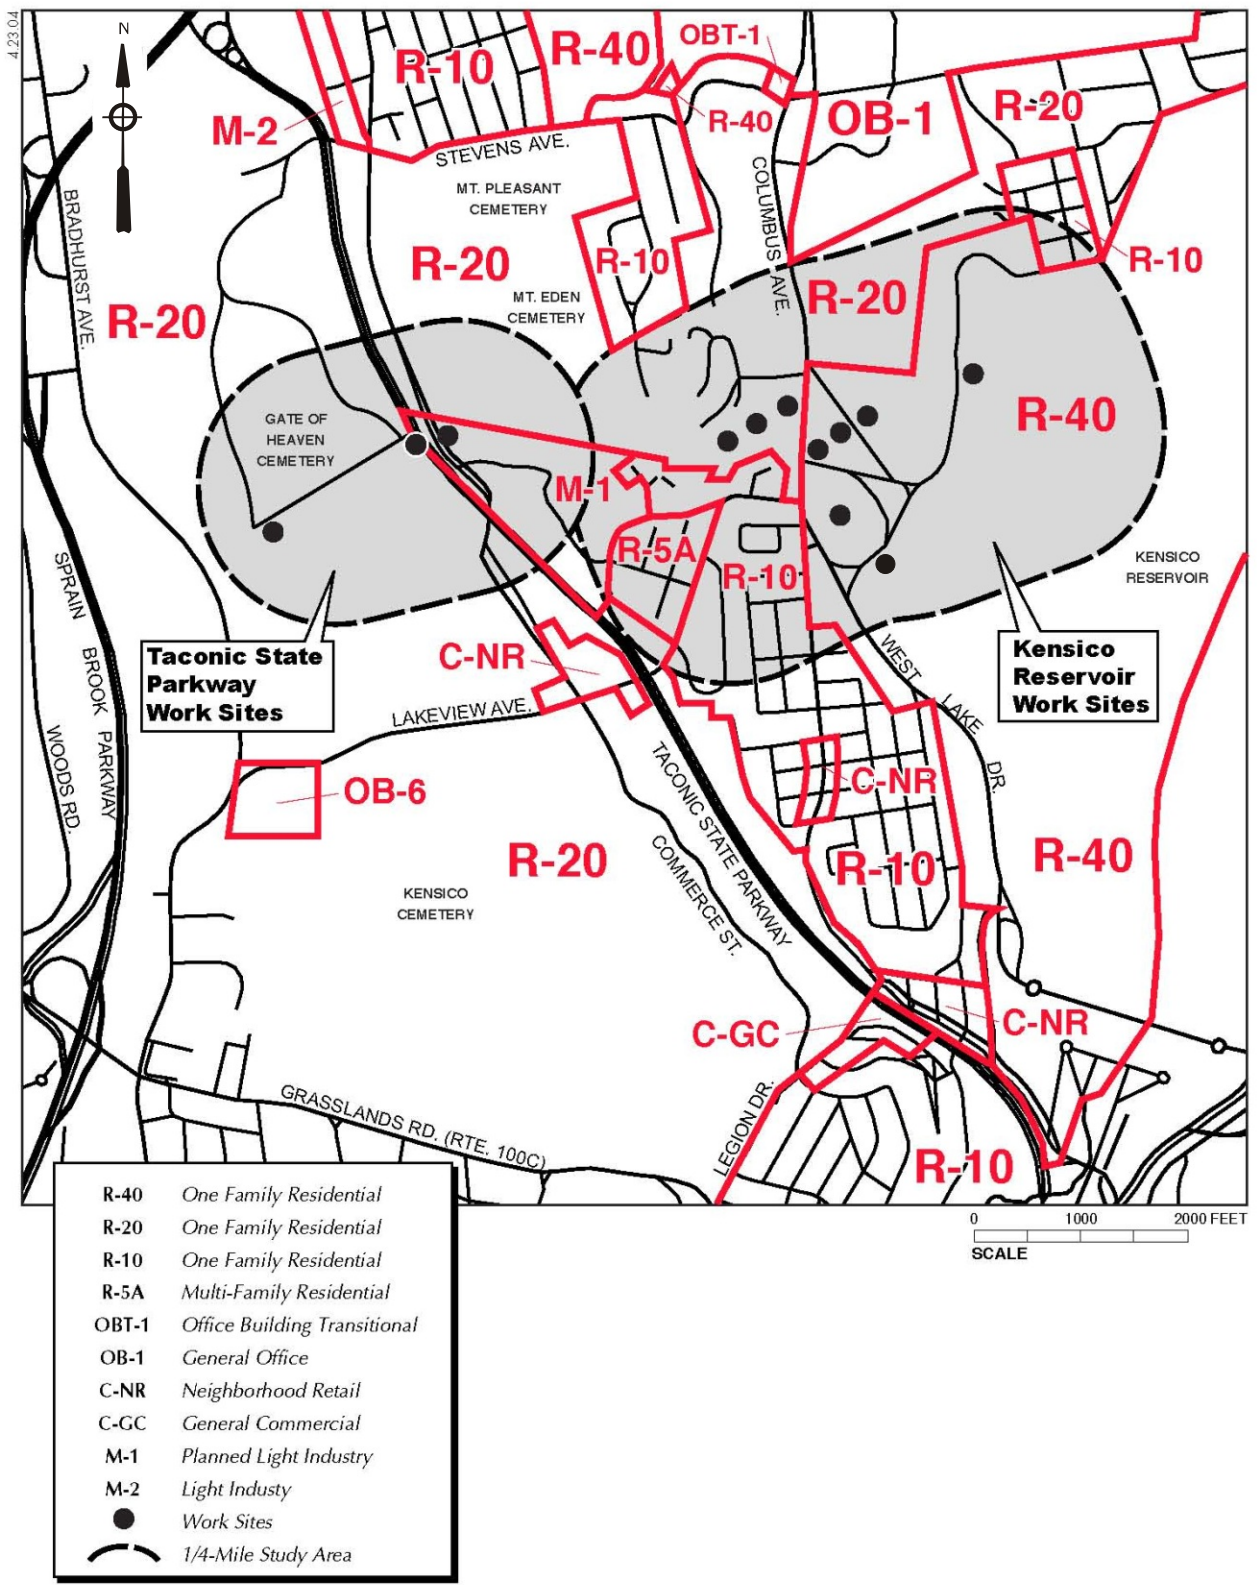 4.23.04
N
R-10
R-40
OBT-1
M-2
R-40
OB-1
R-20
STEVENS AVE.
MT. PLEASANT
CEMETERY
BRADHURST AVE.
COLUMBUS AVE.
R-20
R-10
R-10
R-20
MT. EDEN
CEMETERY
R-20
GATE OF
HEAVEN
CEMETERY
R-40
M-1
R-5A
R-10
KENSICO
RESERVOIR
SPRAIN BROOK PARKWAY
Taconic State
Parkway
Work Sites
C-NR
Kensico
Reservoir
Work Sites
WEST LAKE DR.
LAKEVIEW AVE.
WOODS RD.
OB-6
TACONIC STATE PARKWAY
C-NR
R-20
COMMERCE ST.
R-10
R-40
KENSICO
CEMETERY
C-GC
C-NR
GRASSLANDS RD. (RTE. 100C)
LEGION DR.
R-10
0 1000 2000 FEET
SCALE
R-40 One Family Residential
R-20 One Family Residential
R-10 One Family Residential
R-5A Multi-Family Residential
OBT-1 Office Building Transitional
OB-1 General Office
C-NR Neighborhood Retail
C-GC General Commercial
M-1 Planned Light Industry
M-2 Light Industy
Work Sites
1/4-Mile Study Area